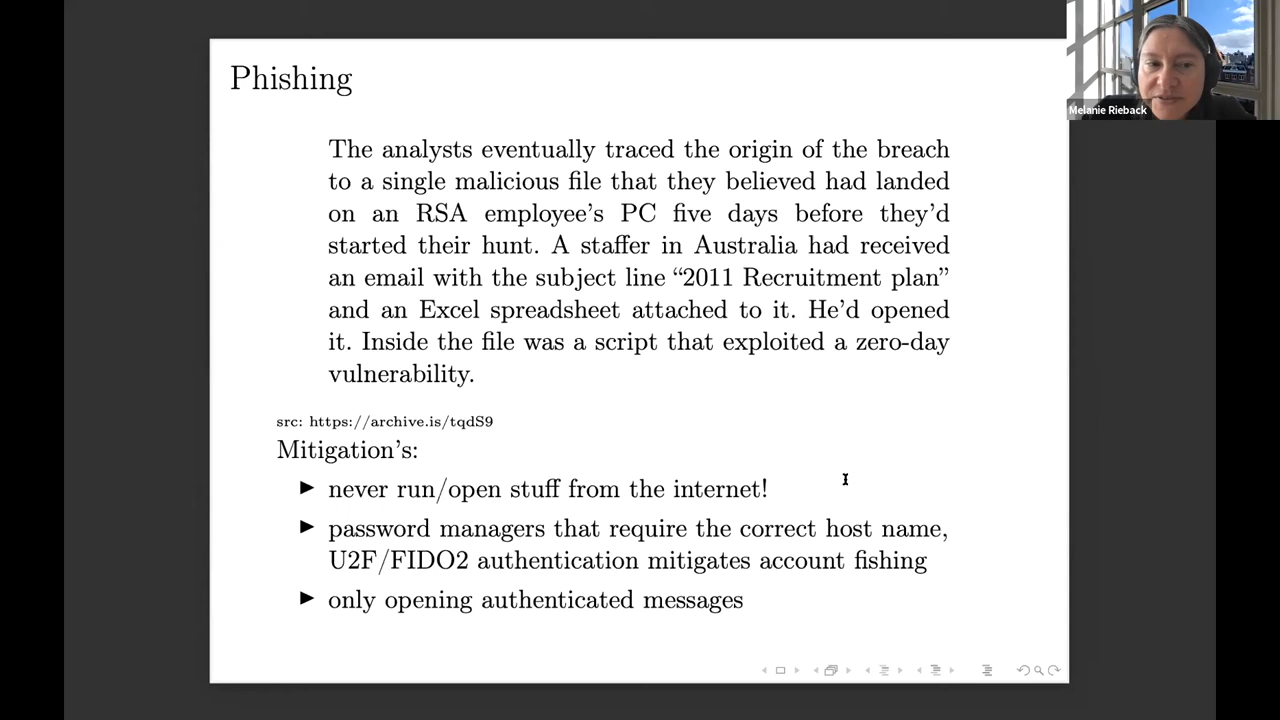 Phishing
Melanie Rieback
The analysts eventually traced the origin of the breach
to a single malicious file that they believed had landed
on an RSA employee's PC five days before they'd
started their hunt. A staffer in Australia had received
an email with the subject line “2011 Recruitment plan”
and an Excel spreadsheet attached to it. He'd opened
it. Inside the file was a script that exploited a zero-day
vulnerability.
src: https://archive.is/tqdS9
Mitigation's:
► never run/open stuff from the internet!
► password managers that require the correct host name,
U2F/FIDO2 authentication mitigates account fishing
► only opening authenticated messages